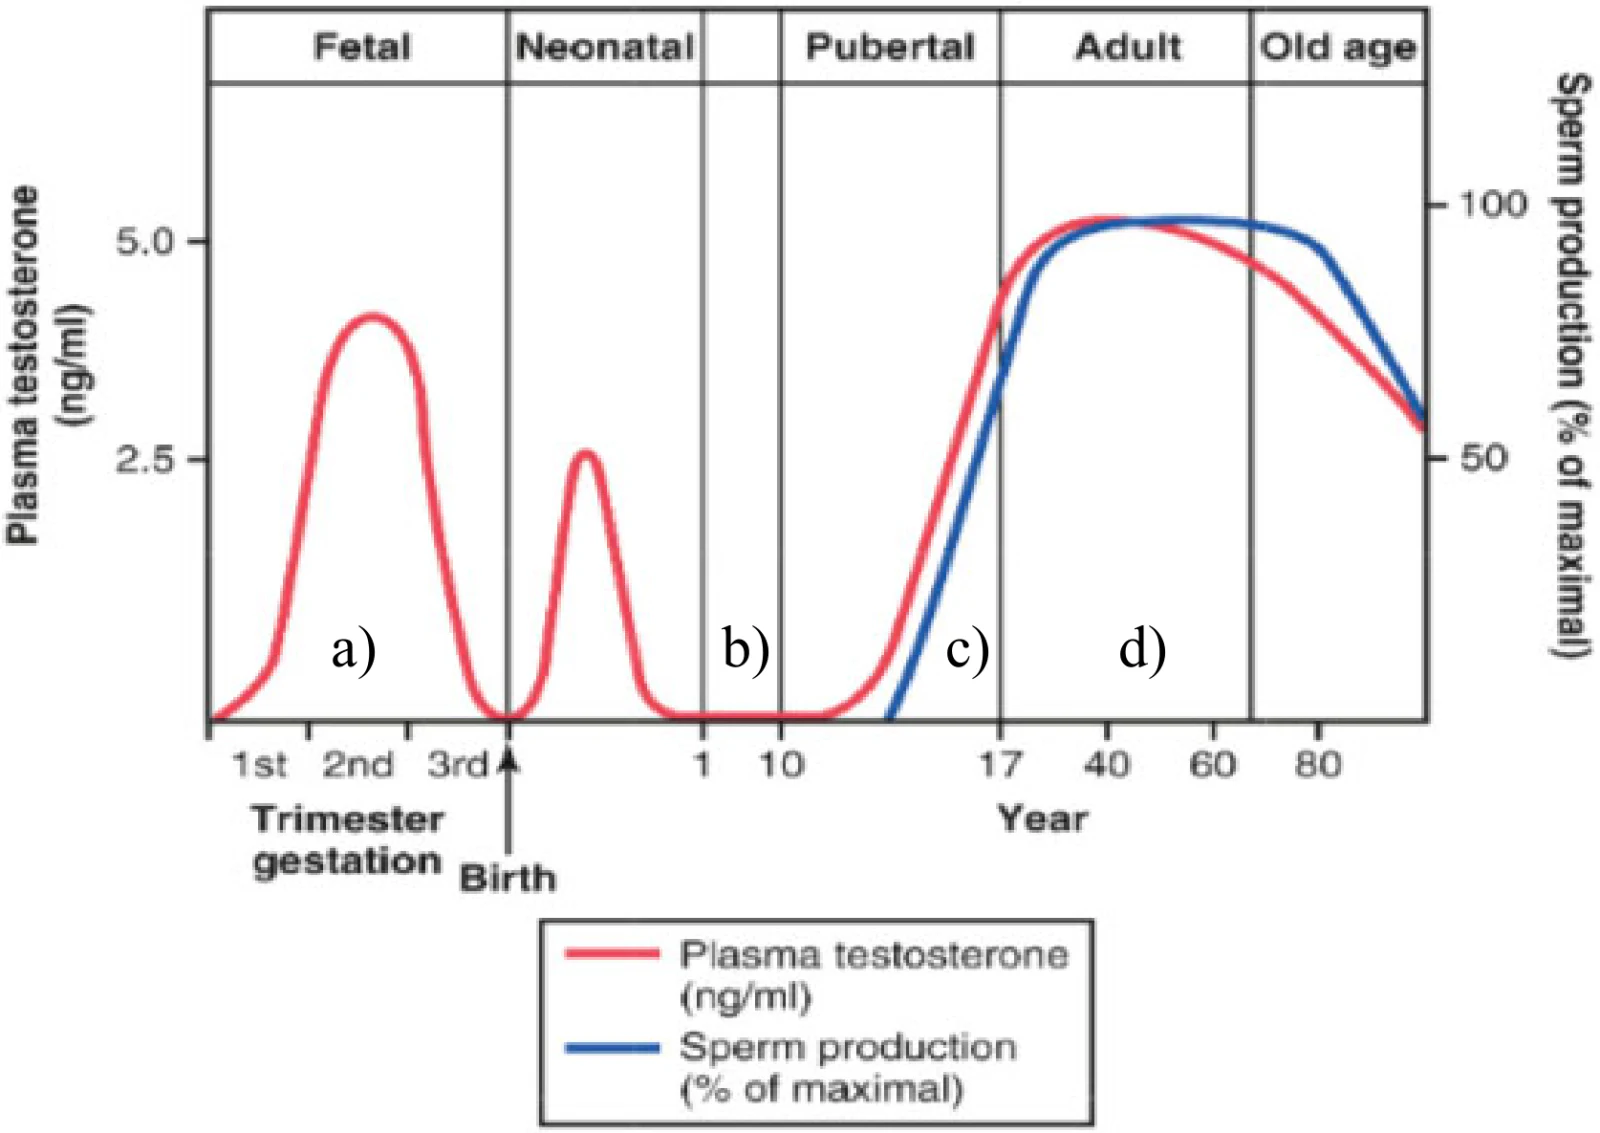 Fetal
Neonatal
Pubertal
Adult
Old age
Plasma testosterone
(ng/ml)
5.0
2.5
100
50
Sperm production (% of maximal)
a)
b)
c)
d)
1st
2nd
3rd
1
10
17
40
60
80
Trimester
gestation
Birth
Year
Plasma testosterone
(ng/ml)
Sperm production
(% of maximal)